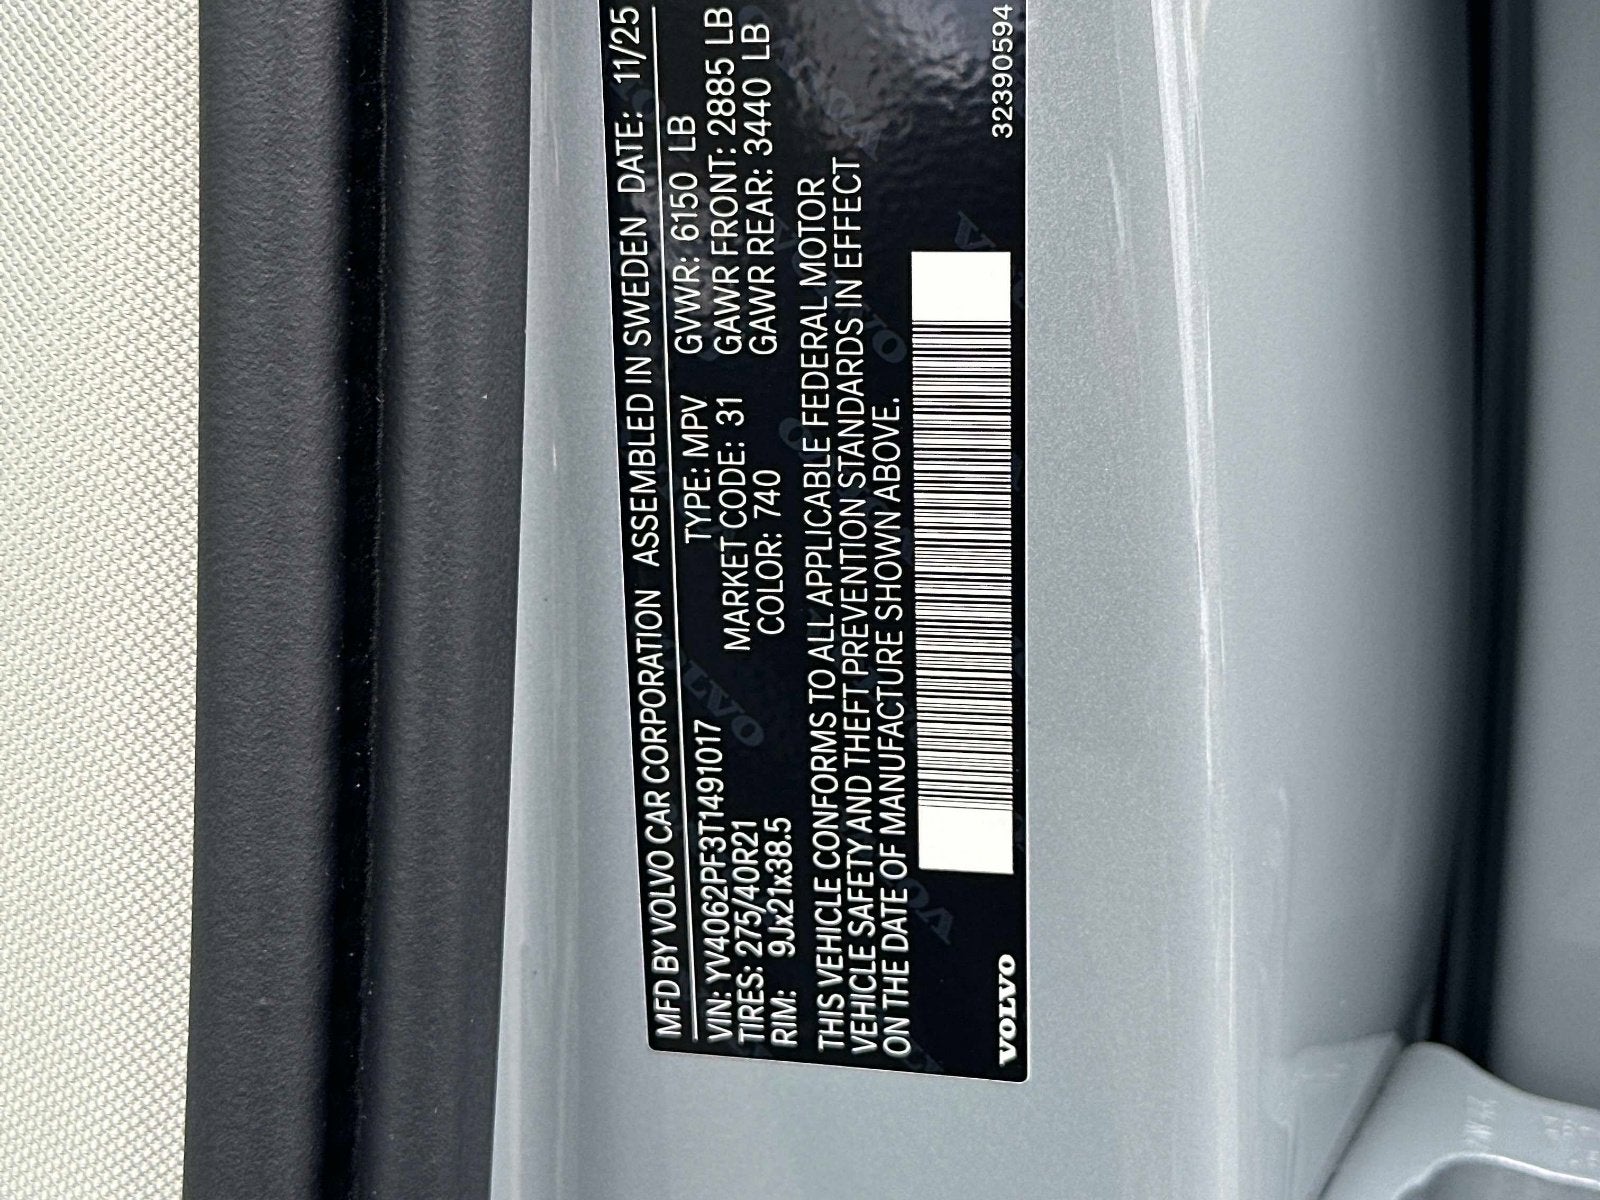 MFD BY VOLVO CAR CORPORATION ASSEMBLED IN SWEDEN DATE: 11/25
VIN: YV4062PF3T1491017 TYPE: MPV GVWR: 6150 LB
TIRES: 275/40R21 MARKET CODE: 31 GAWR FRONT: 2885 LB
RIM: 9Jx21x38.5 COLOR: 740 GAWR REAR: 3440 LB
THIS VEHICLE CONFORMS TO ALL APPLICABLE FEDERAL MOTOR
VEHICLE SAFETY AND THEFT PREVENTION STANDARDS IN EFFECT
ON THE DATE OF MANUFACTURE SHOWN ABOVE.
VOLVO 32390594